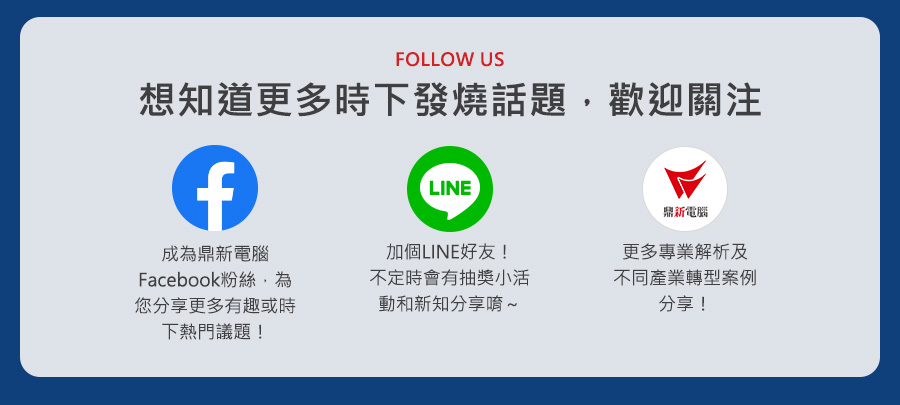 FOLLOW US
想知道更多時下發燒話題，歡迎關注
f
LINE
鼎新電腦
成為鼎新電腦
Facebook粉絲，為
您分享更多有趣或時
下熱門議題！
加個LINE好友！
不定時會有抽獎小活
動和新知分享唷～
更多專業解析及
不同產業轉型案例
分享！